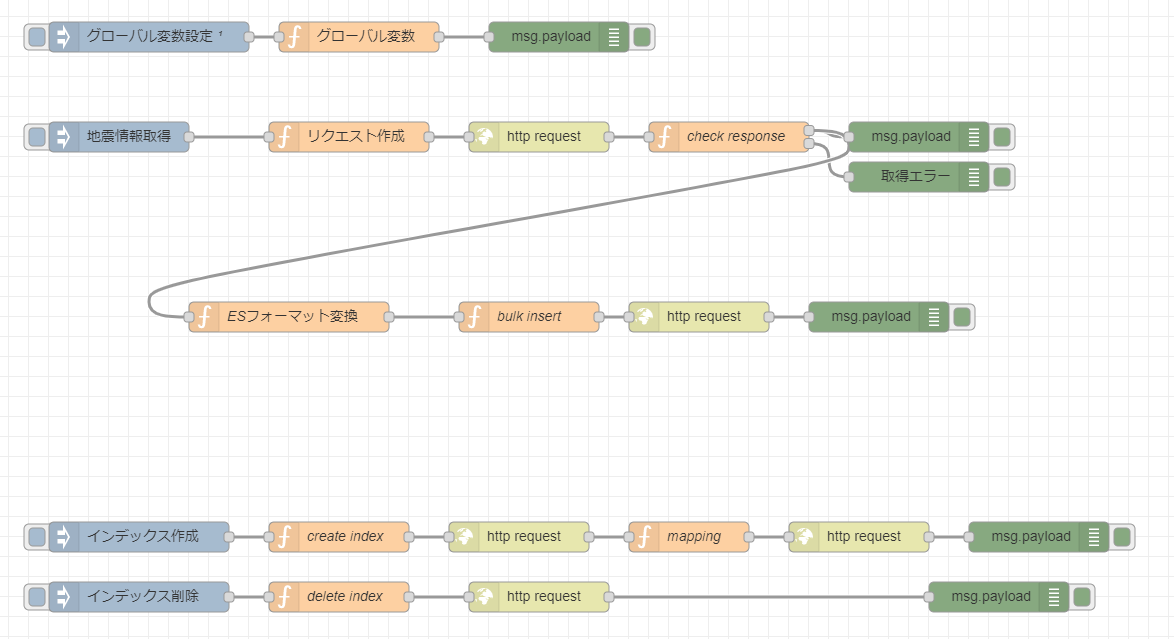 グローバル変数設定 ¹
グローバル変数
msg.payload
地震情報取得
リクエスト作成
http request
check response
msg.payload
取得エラー
ESフォーマット変換
bulk insert
http request
msg.payload
インデックス作成
create index
http request
mapping
http request
msg.payload
インデックス削除
delete index
http request
msg.payload